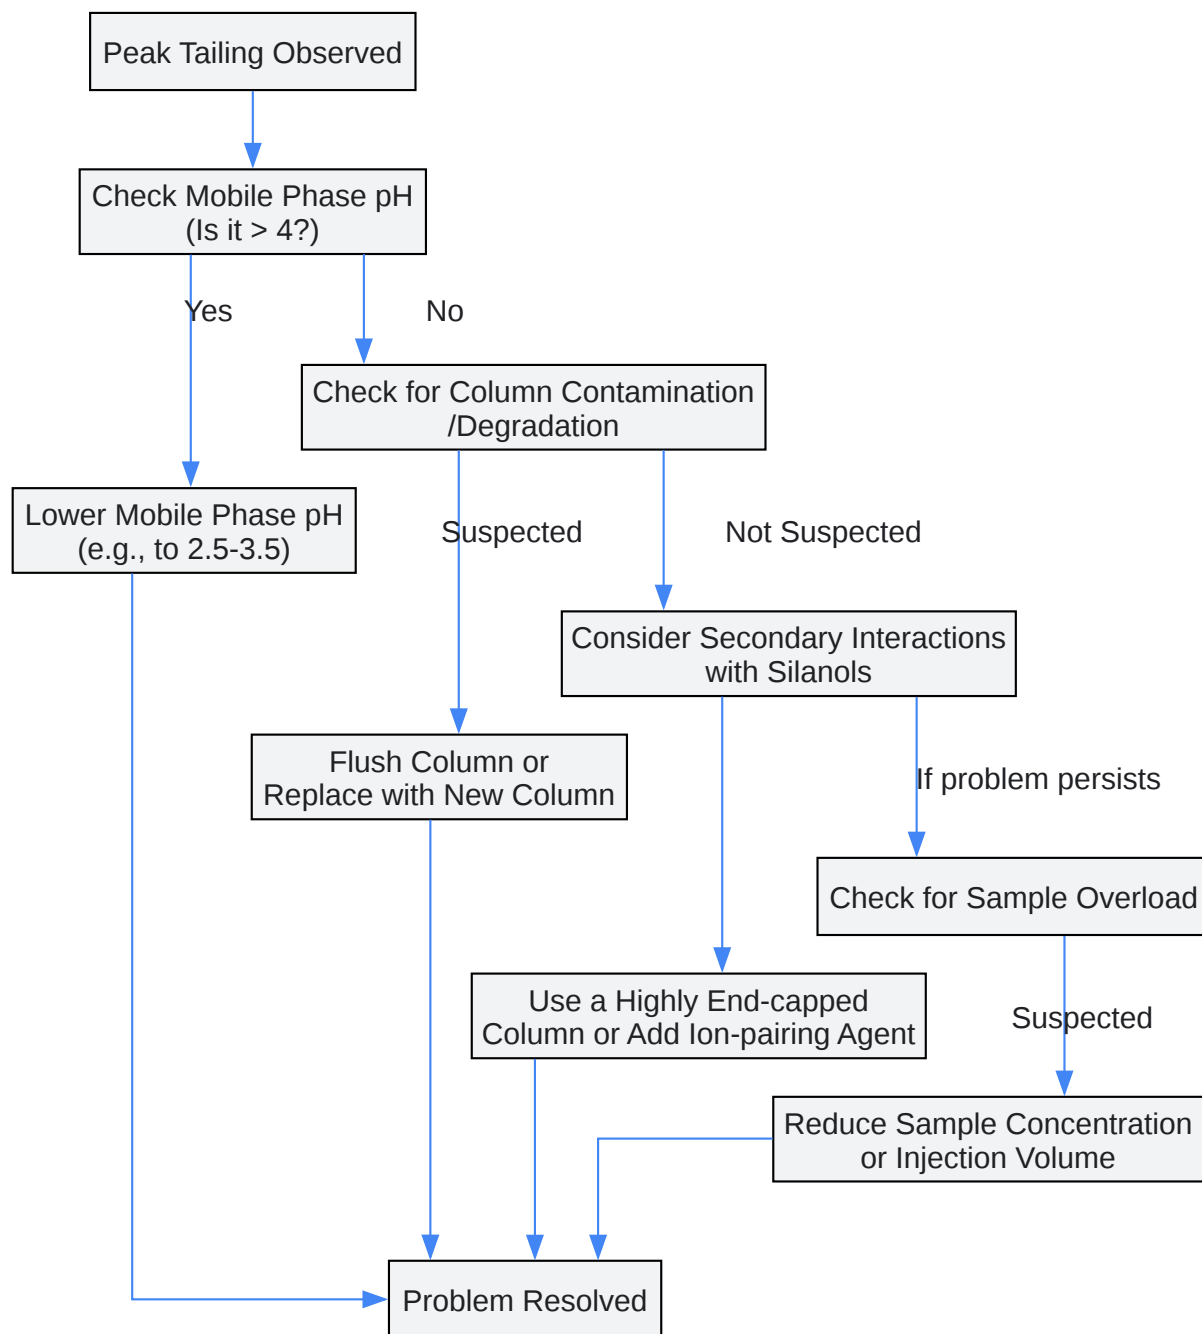 Peak Tailing Observed
Check Mobile Phase pH
(Is it > 4?)
Yes
No
Check for Column Contamination
/Degradation
Lower Mobile Phase pH
(e.g., to 2.5-3.5)
Suspected
Not Suspected
Consider Secondary Interactions
with Silanols
Flush Column or
Replace with New Column
If problem persists
Check for Sample Overload
Use a Highly End-capped
Column or Add Ion-pairing Agent
Suspected
Reduce Sample Concentration
or Injection Volume
Problem Resolved